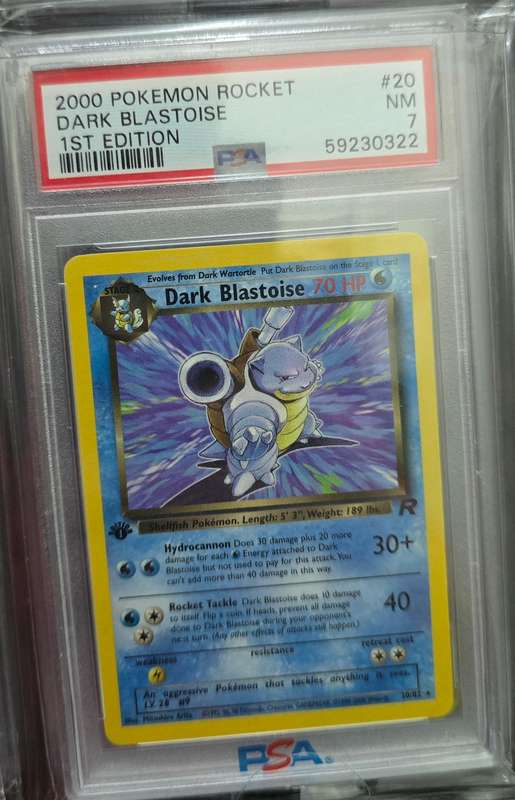 2000 POKEMON ROCKET #20
DARK BLASTOISE NM
1ST EDITION 7
PSA 59230322
Evolves from Dark Wartortle Put Dark Blastoise on the Stage 1 card
STAGE 2
Dark Blastoise 70 HP
Shellfish Pokémon. Length: 5' 3", Weight: 189 lbs.
R
1
Hydrocannon Does 30 damage plus 20 more
damage for each Energy attached to Dark
Blastoise but not used to pay for this attack. You
can't add more than 40 damage in this way.
30+
Rocket Tackle Dark Blastoise does 10 damage
to itself. Flip a coin. If heads, prevent all damage
done to Dark Blastoise during your opponent's
next turn. (Any other effects of attacks still happen.)
40
weakness resistance retreat cost
An aggressive Pokémon that tackles anything it sees.
LV. 28 #9
Illus.
20/82
PSA